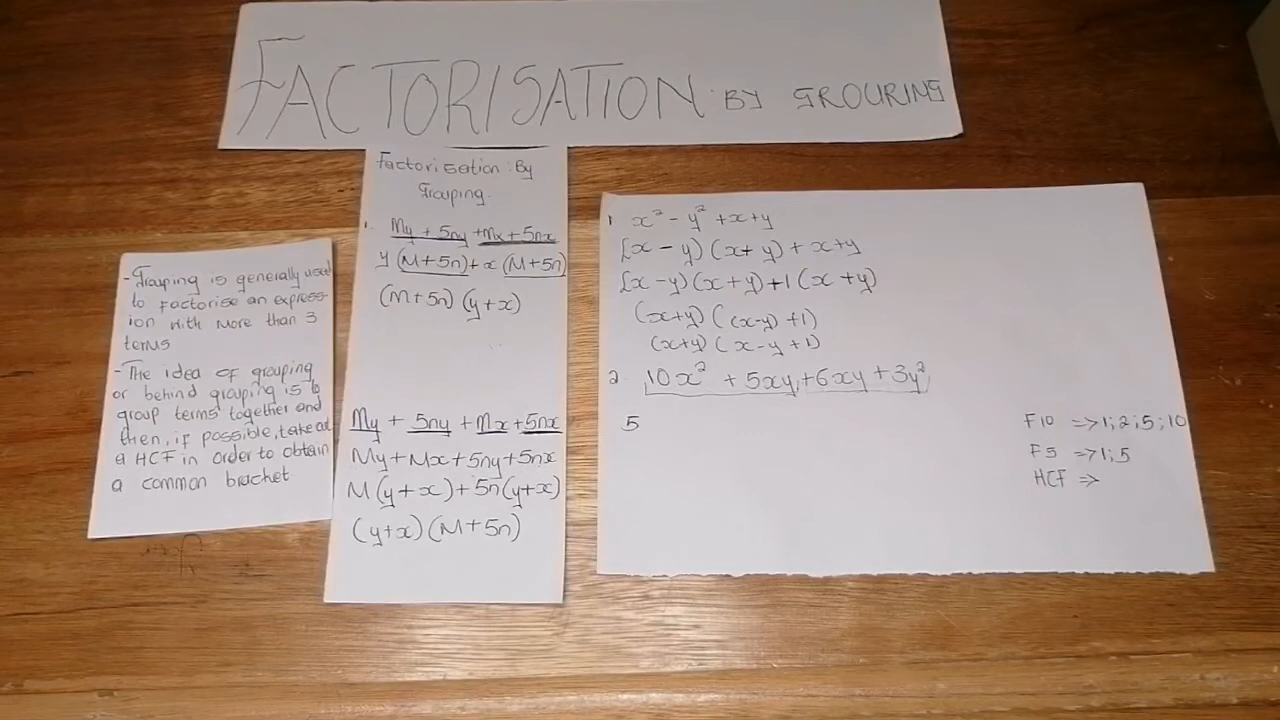 FACTORISATION : BY GROUPING
- Grouping is generally used
to factorise an express-
ion with more than 3
terms
- The idea of grouping
or behind grouping is to
group terms together and
then, if possible, take out
a HCF in order to obtain
a common bracket
Factorisation : By
Grouping.
1. My + 5ny + Mx + 5nx
y (M+5n) + x (M+5n)
(M+5n) (y+x)
My + 5ny + Mx + 5nx
My + Mx + 5ny + 5nx
M(y+x) + 5n(y+x)
(y+x) (M+5n)
1 x² - y² + x + y
(x - y) (x + y) + x + y
(x - y) (x + y) + 1 (x + y)
(x+y) ((x-y) + 1)
(x+y) (x - y + 1)
2 10x² + 5xy + 6xy + 3y²
5
F10 => 1; 2; 5; 10
F5 => 1; 5
HCF =>